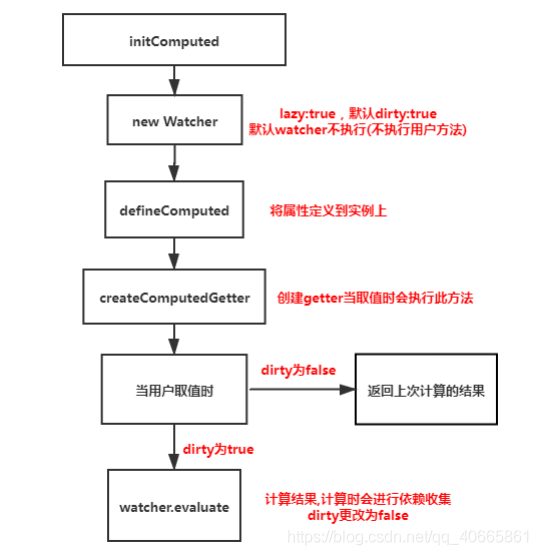 initComputed
new Watcher
lazy:true，默认dirty:true
默认watcher不执行(不执行用户方法)
defineComputed
将属性定义到实例上
createComputedGetter
创建getter当取值时会执行此方法
当用户取值时
dirty为false
返回上次计算的结果
dirty为true
watcher.evaluate
计算结果,计算时会进行依赖收集
dirty更改为false
https://blog.csdn.net/qq_40665861